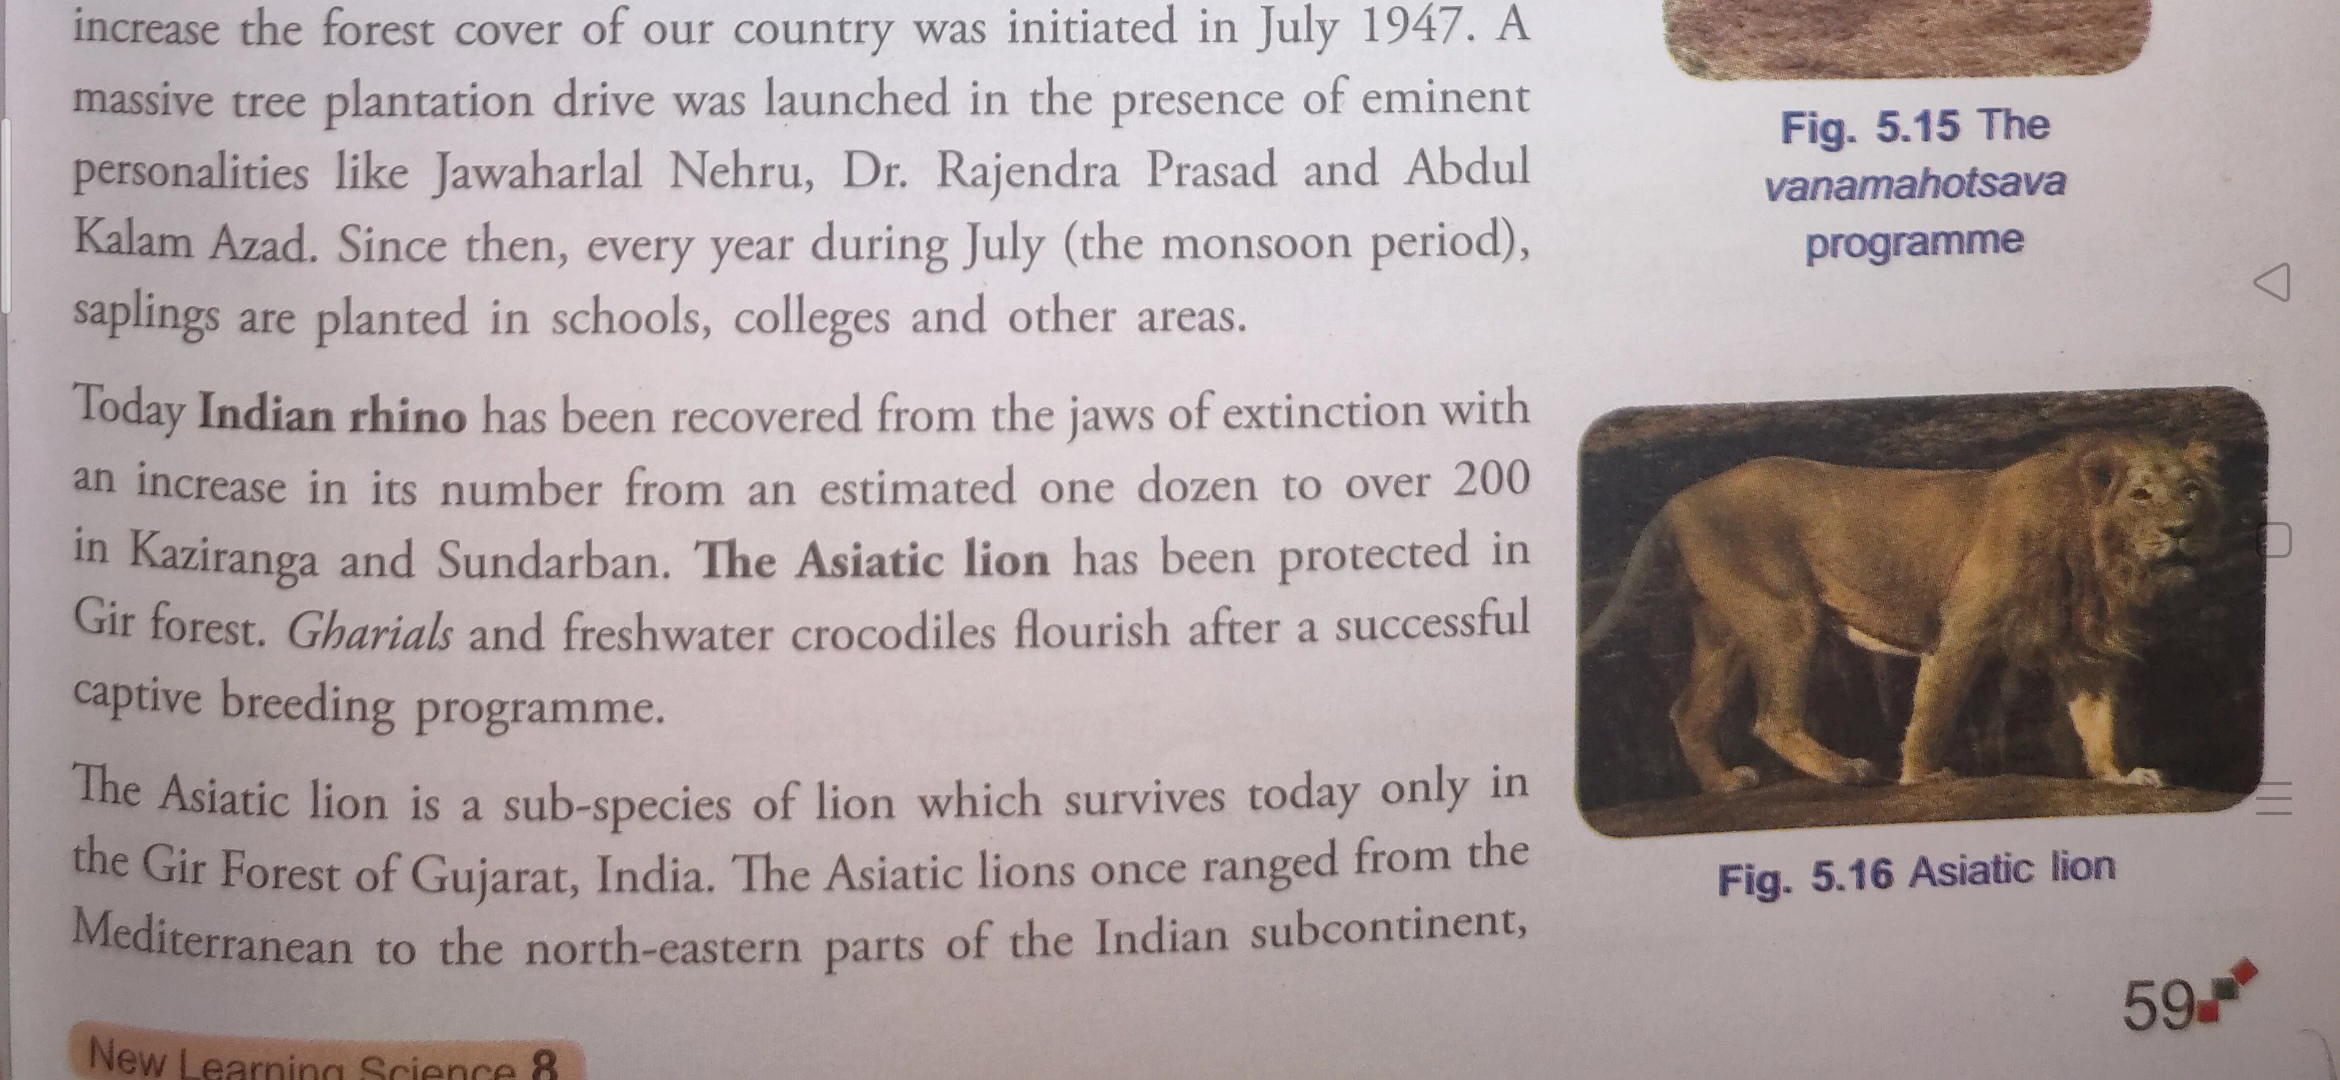 increase the forest cover of our country was initiated in July 1947. A
massive tree plantation drive was launched in the presence of eminent
personalities like Jawaharlal Nehru, Dr. Rajendra Prasad and Abdul
Kalam Azad. Since then, every year during July (the monsoon period),
saplings are planted in schools, colleges and other areas.
Today Indian rhino has been recovered from the jaws of extinction with
an increase in its number from an estimated one dozen to over 200
in Kaziranga and Sundarban. The Asiatic lion has been protected in
Gir forest. Gharials and freshwater crocodiles flourish after a successful
captive breeding programme.
The Asiatic lion is a sub-species of lion which survives today only in
the Gir Forest of Gujarat, India. The Asiatic lions once ranged from the
Mediterranean to the north-eastern parts of the Indian subcontinent,
Fig. 5.15 The
vanamahotsava
programme
Fig. 5.16 Asiatic lion
59
New Learning Science 8